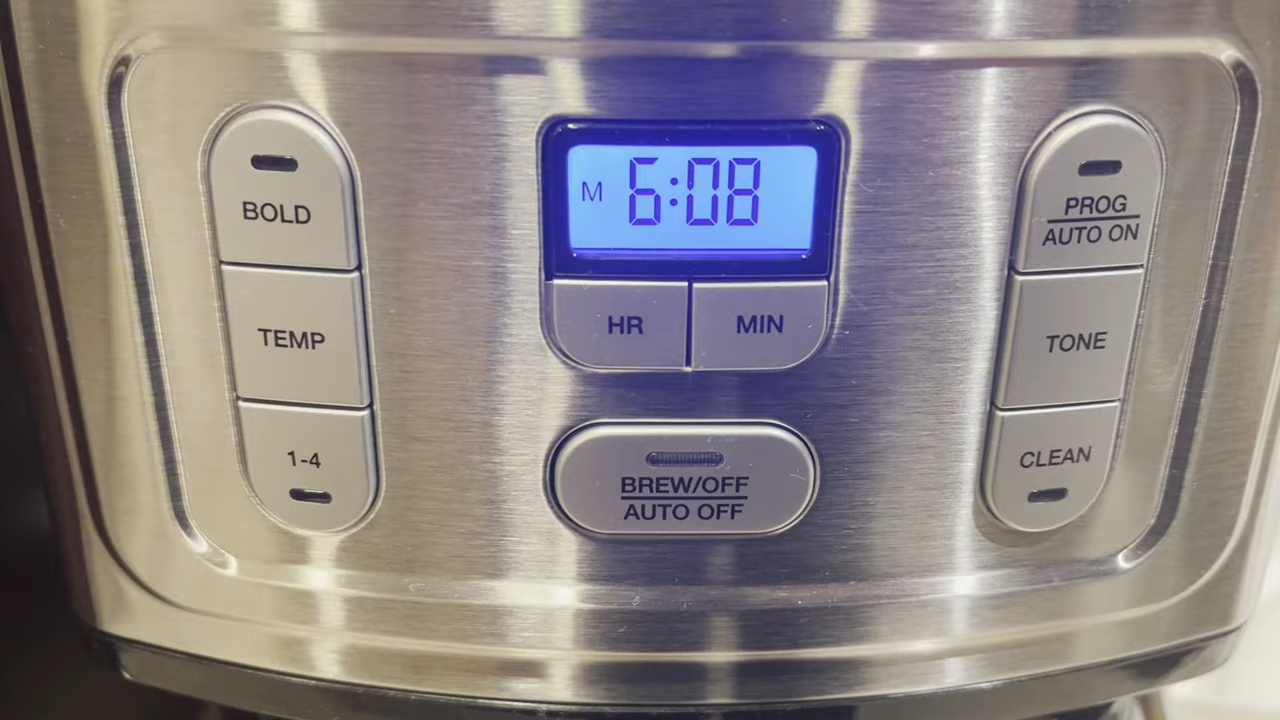 BOLD
TEMP
1-4
M 6:08
HR MIN
BREW/OFF
AUTO OFF
PROG
AUTO ON
TONE
CLEAN